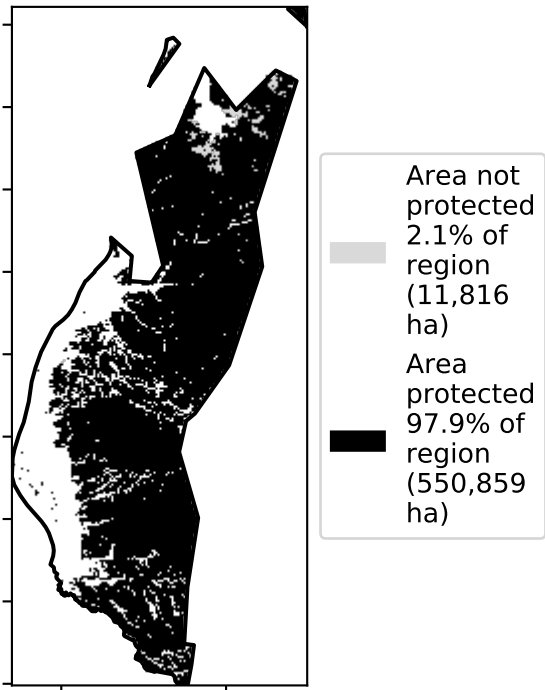 Area not
protected
2.1% of
region
(11,816
ha)
Area
protected
97.9% of
region
(550,859
ha)